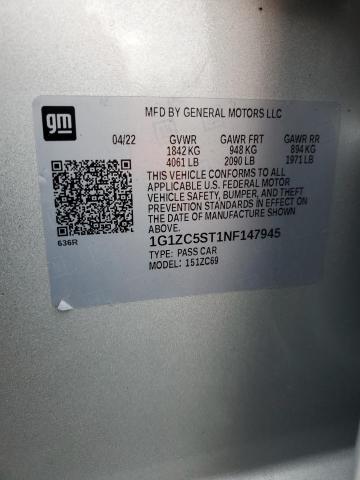 gm
MFD BY GENERAL MOTORS LLC
04/22 GVWR GAWR FRT GAWR RR
1842 KG 948 KG 894 KG
4061 LB 2090 LB 1971 LB
THIS VEHICLE CONFORMS TO ALL
APPLICABLE U.S. FEDERAL MOTOR
VEHICLE SAFETY, BUMPER, AND THEFT
PREVENTION STANDARDS IN EFFECT ON
THE DATE OF MANUFACTURE SHOWN ABOVE.
636R
1G1ZC5ST1NF147945
TYPE: PASS CAR
MODEL: 151ZC69